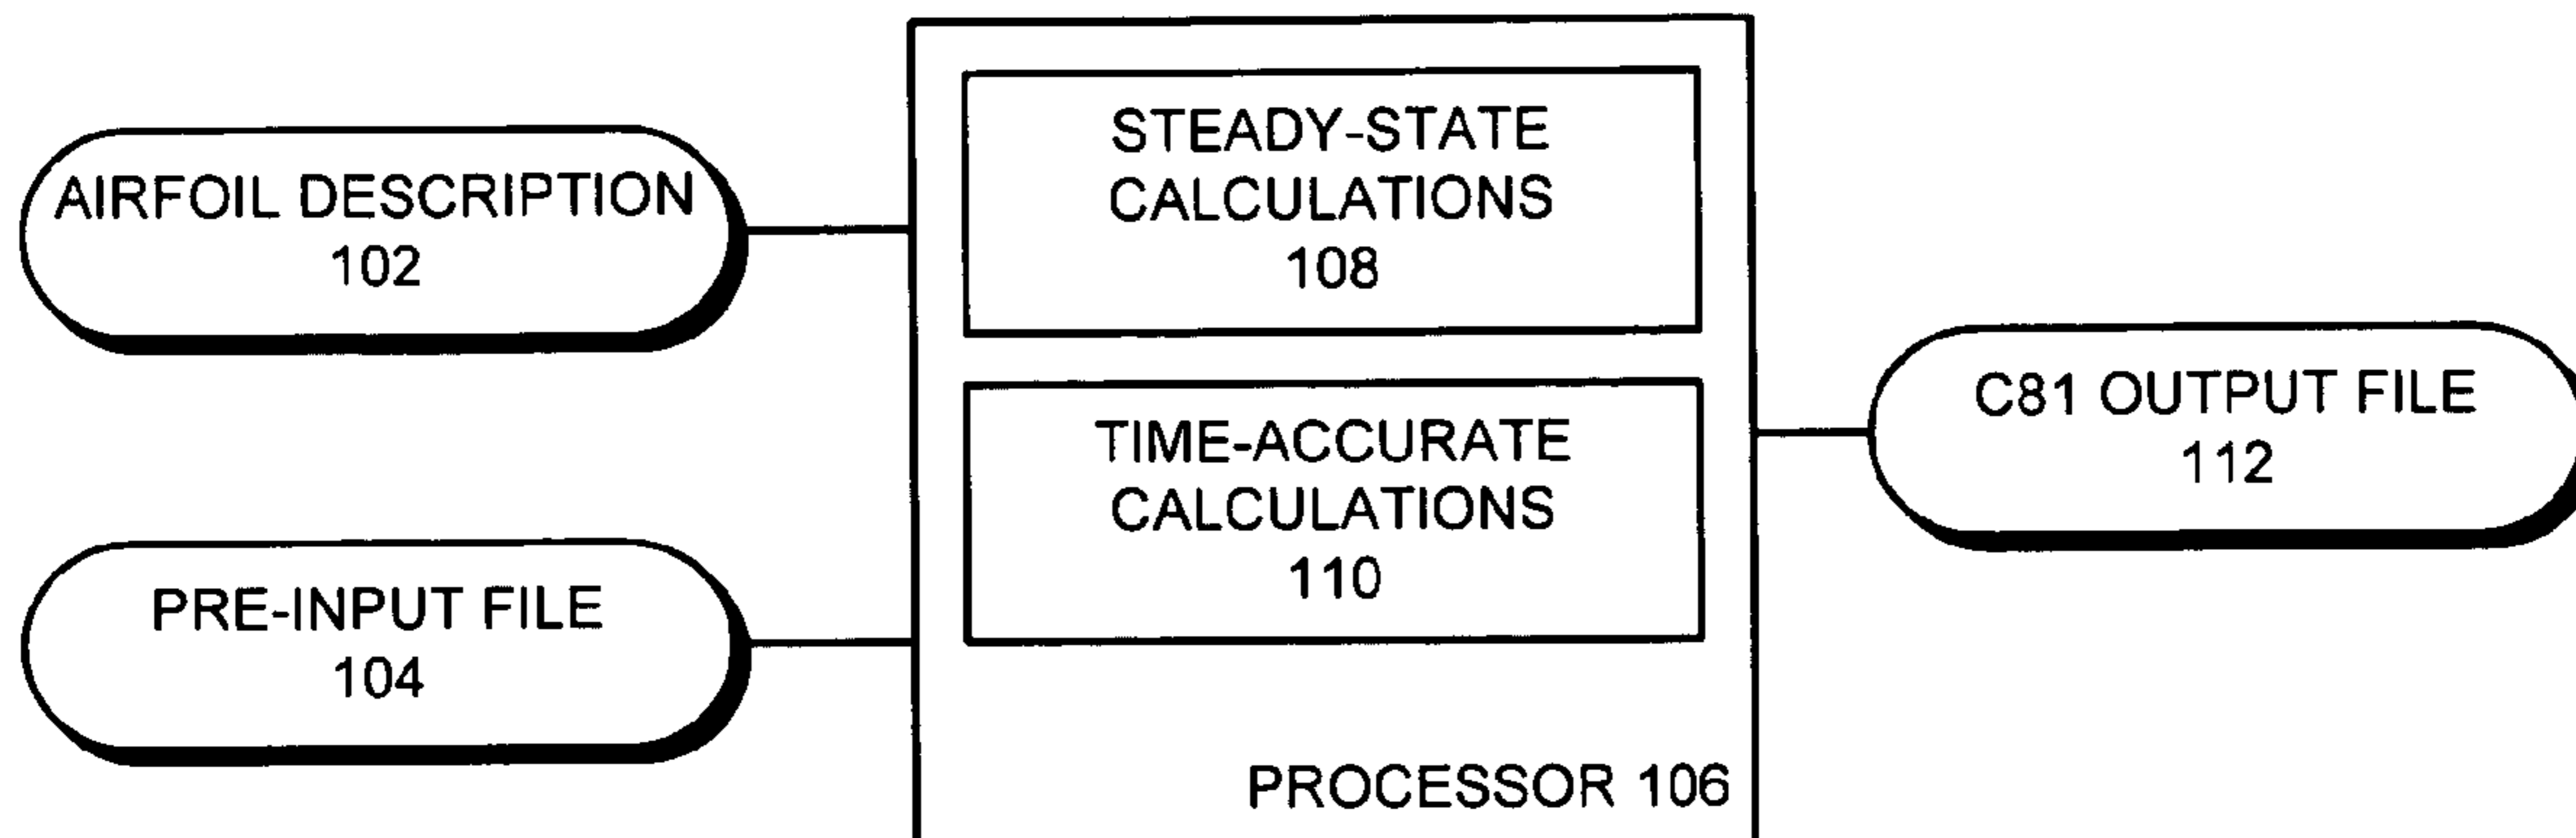 AIRFOIL DESCRIPTION
102
PRE-INPUT FILE
104
STEADY-STATE
CALCULATIONS
108
TIME-ACCURATE
CALCULATIONS
110
PROCESSOR 106
C81 OUTPUT FILE
112